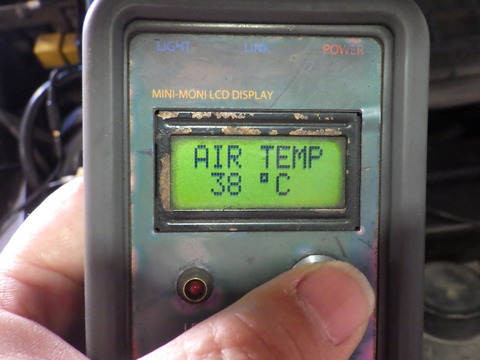 LIGHT LINK POWER
MINI-MONI LCD DISPLAY
AIR TEMP
38 °C